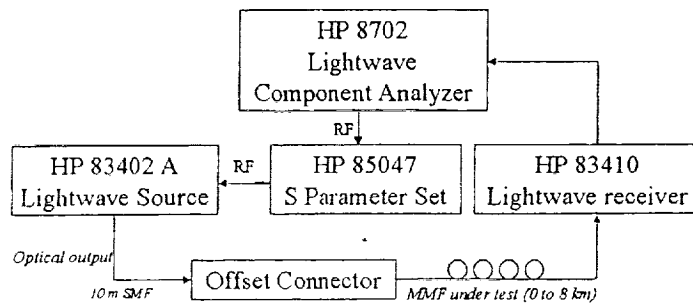 HP 8702
Lightwave
Component Analyzer
RF
HP 83402 A
Lightwave Source
RF
HP 85047
S Parameter Set
HP 83410
Lightwave receiver
Optical output
10m SMF
Offset Connector
MMF under test (0 to 8 km)